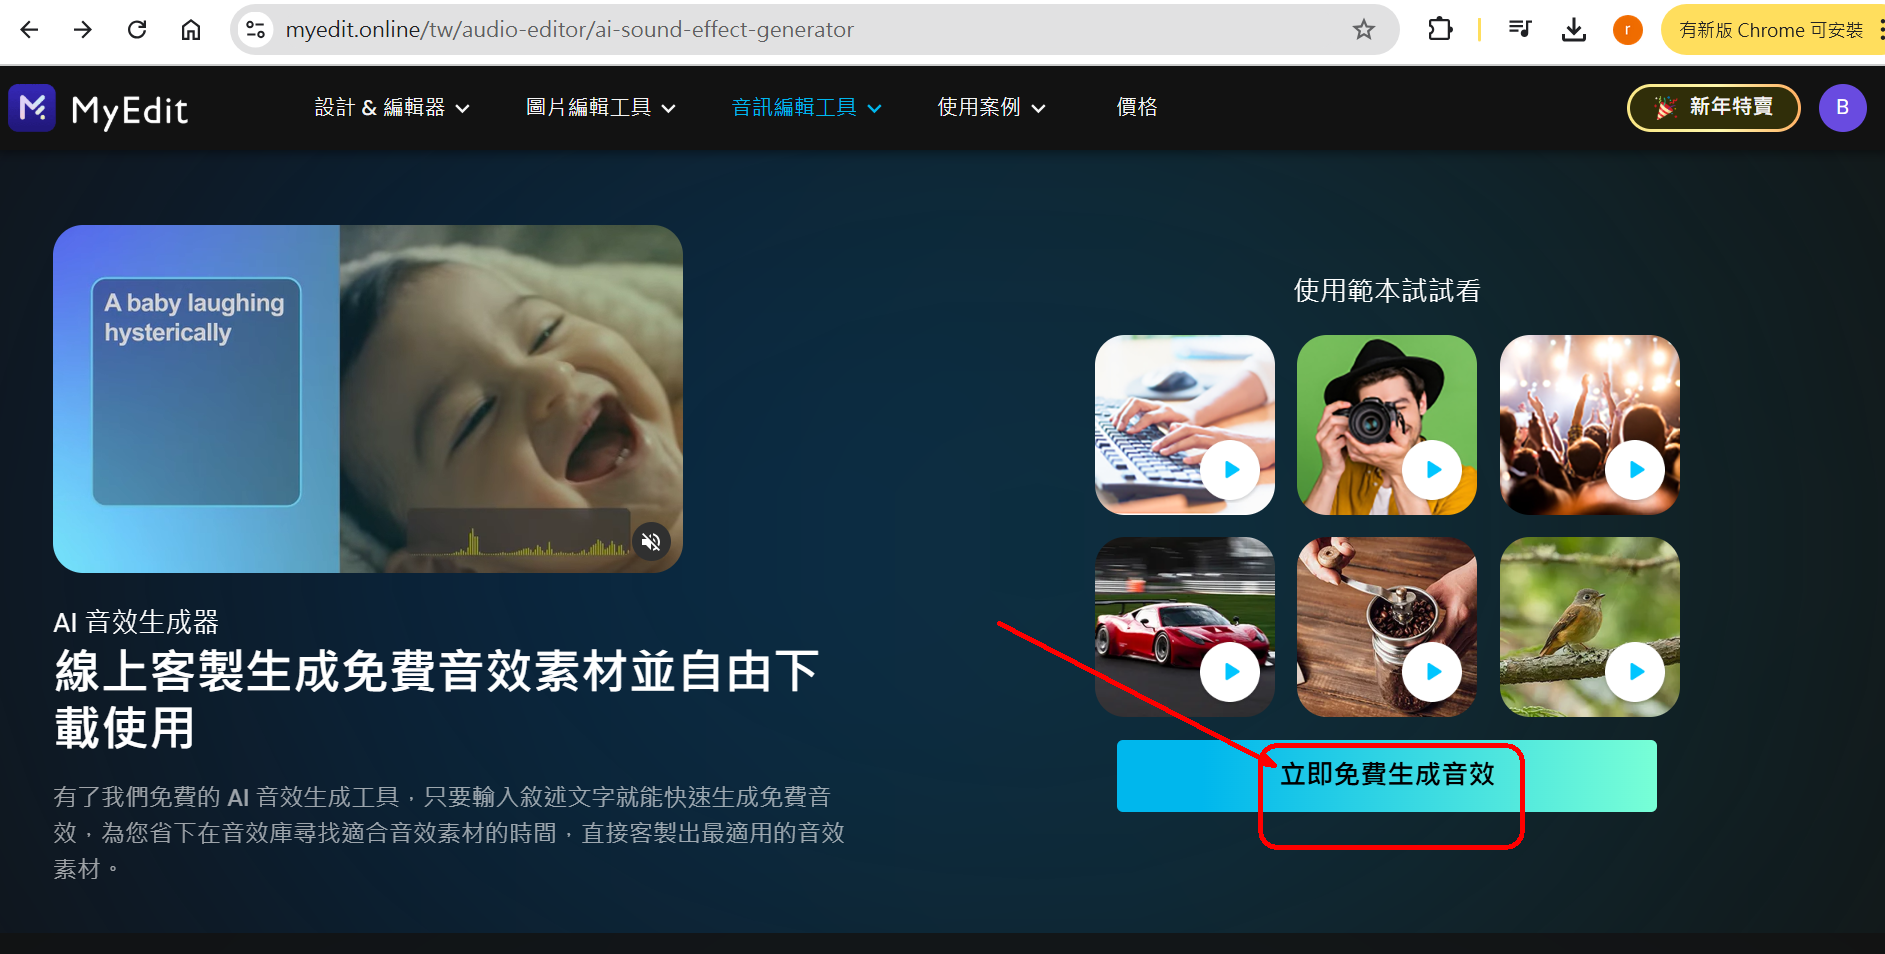 myedit.online/tw/audio-editor/ai-sound-effect-generator
r
有新版 Chrome 可安裝
MyEdit
設計 & 編輯器
圖片編輯工具
音訊編輯工具
使用案例
價格
新年特賣
B
A baby laughing
hysterically
AI 音效生成器
線上客製生成免費音效素材並自由下
載使用
有了我們免費的 AI 音效生成工具，只要輸入敘述文字就能快速生成免費音
效，為您省下在音效庫尋找適合音效素材的時間，直接客製出最適用的音效
素材。
使用範本試試看
立即免費生成音效